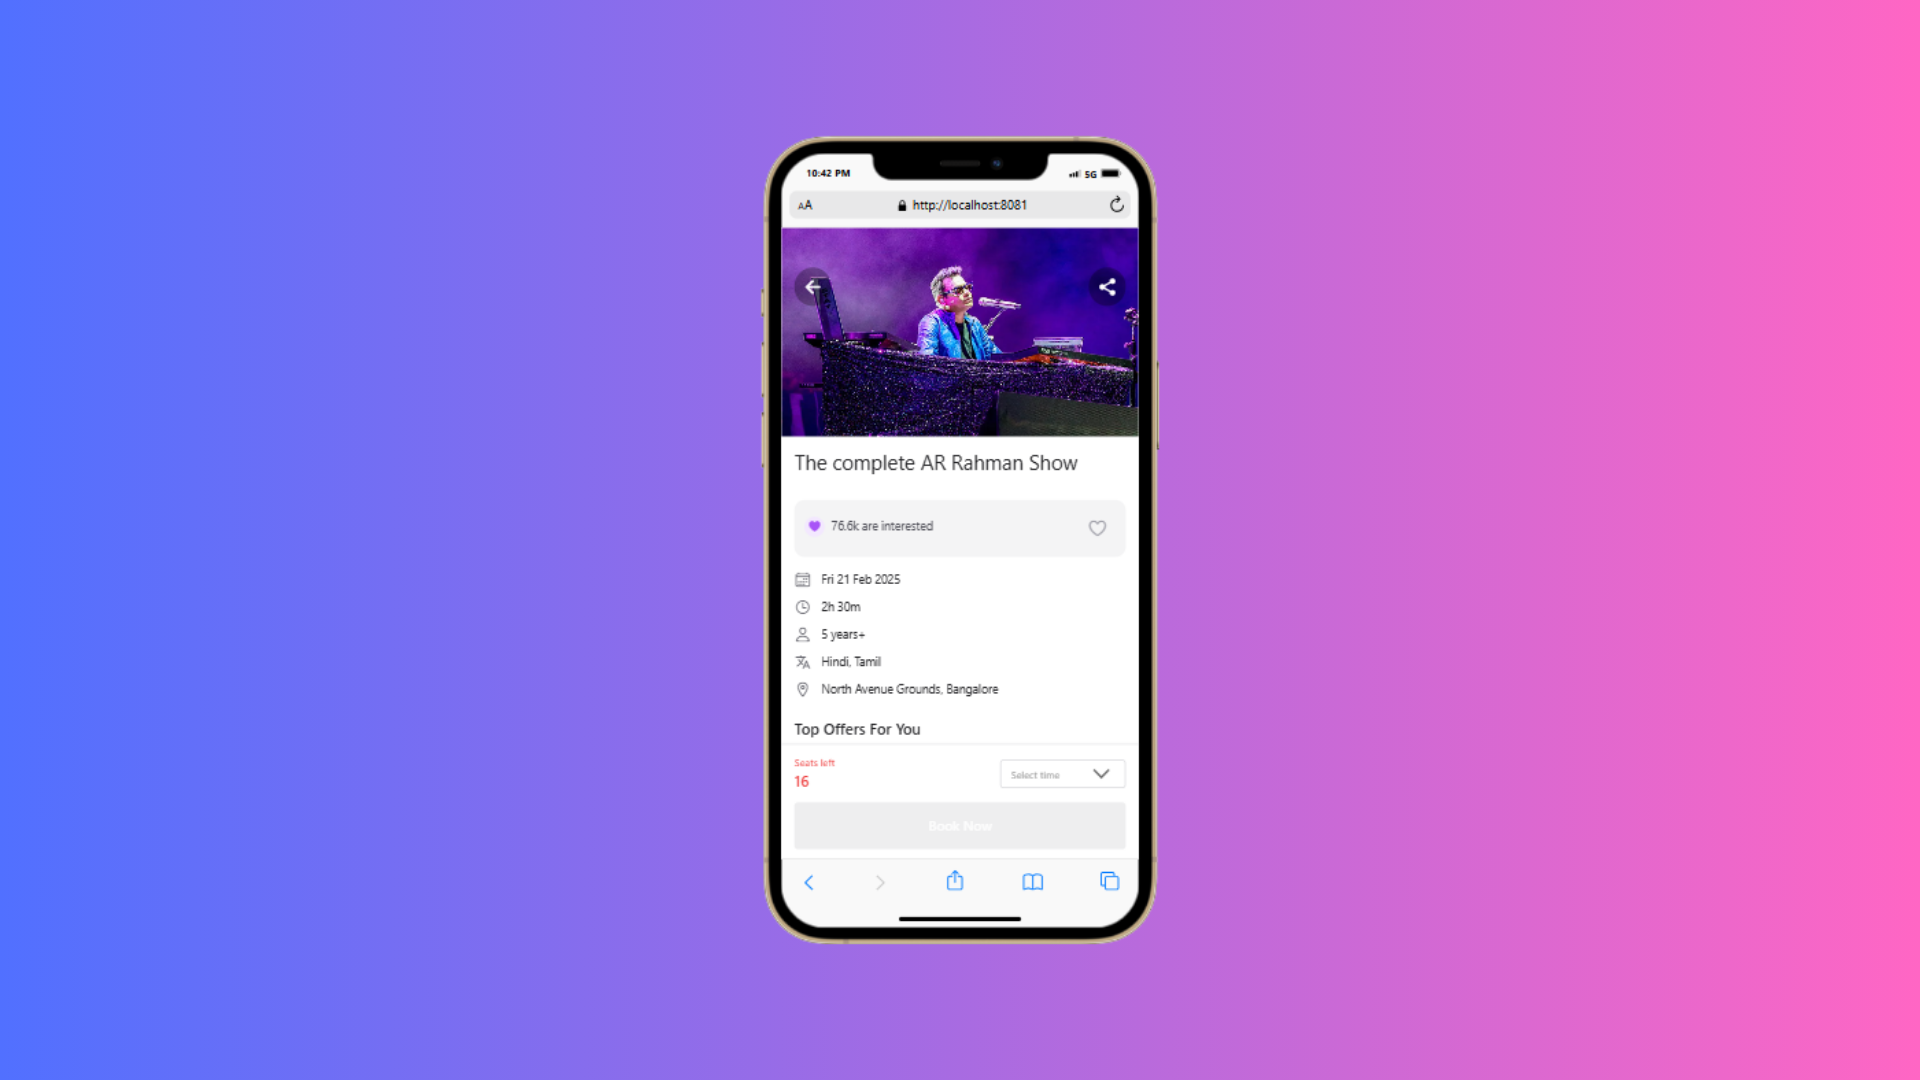 10:42 PM 5G
AA http://localhost:8081
The complete AR Rahman Show
76.6k are interested
Fri 21 Feb 2025
2h 30m
5 years+
Hindi, Tamil
North Avenue Grounds, Bangalore
Top Offers For You
Seats left
16
Select time
Book Now